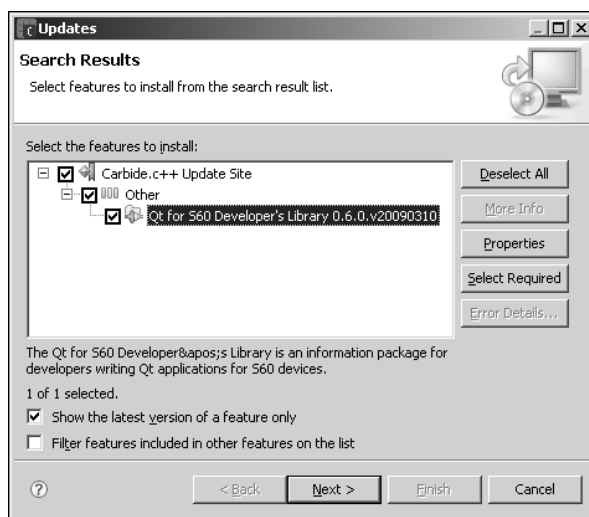 Updates
Search Results
Select features to install from the search result list.
Select the features to install:
Carbide.c++ Update Site
Other
Qt for S60 Developer's Library 0.6.0.v20090310
Deselect All
More Info
Properties
Select Required
Error Details...
The Qt for S60 Developer&apos;s Library is an information package for
developers writing Qt applications for S60 devices.
1 of 1 selected.
Show the latest version of a feature only
Filter features included in other features on the list
< Back
Next >
Finish
Cancel